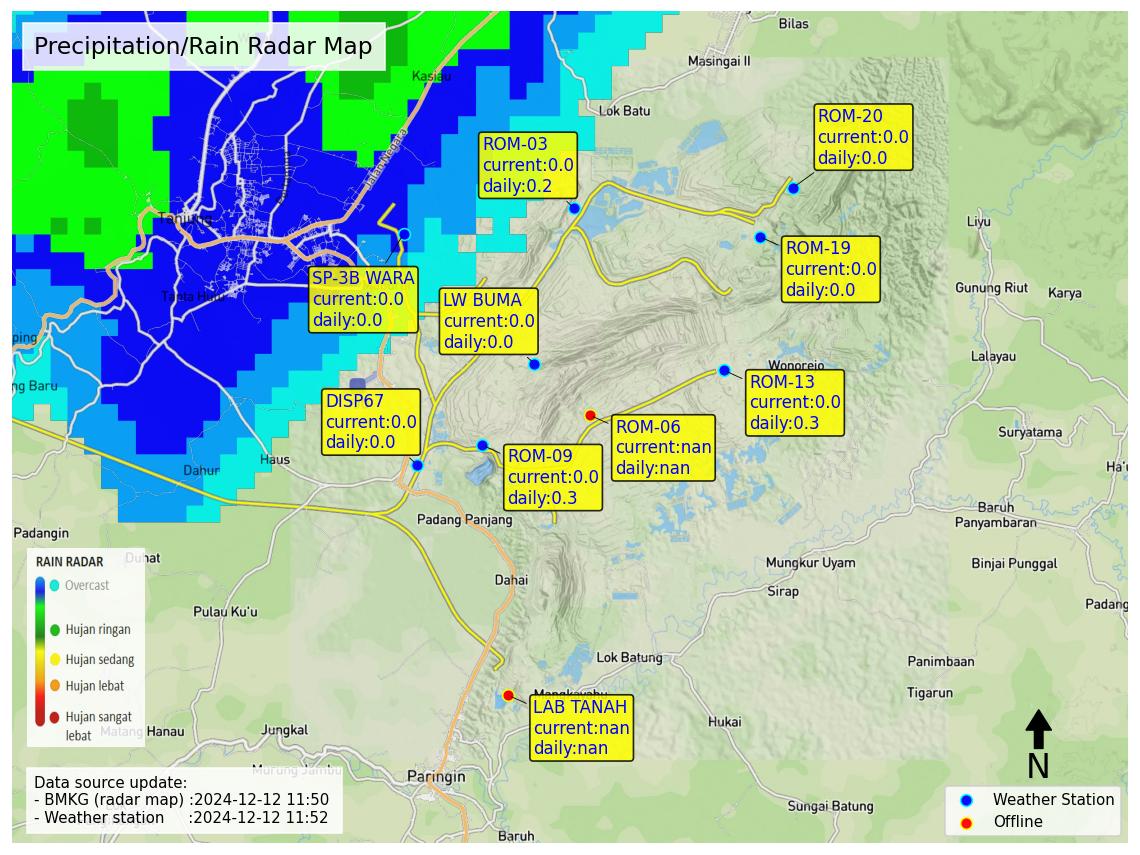 Precipitation/Rain Radar Map
Bilas
Masingai II
Kasiau
Lok Batu
ROM-20
current:0.0
daily:0.0
ROM-03
current:0.0
daily:0.2
Jalan Negara
Tanjung
Liyu
ROM-19
current:0.0
daily:0.0
SP-3B WARA
current:0.0
daily:0.0
LW BUMA
current:0.0
daily:0.0
Gunung Riut
Karya
Tanta Hulu
ping
Lalayau
Wonorejo
ng Baru
ROM-13
current:0.0
daily:0.3
DISP67
current:0.0
daily:0.0
ROM-06
current:nan
daily:nan
Suryatama
ROM-09
current:0.0
daily:0.3
Haus
Dahur
Ha'u
Baruh
Panyambaran
Padang Panjang
Padangin
Duhat
Mungkur Uyam
Binjai Punggal
Dahai
Sirap
Padang
Pulau Ku'u
RAIN RADAR
Overcast
Hujan ringan
Hujan sedang
Hujan lebat
Hujan sangat
lebat
Lok Batung
Panimbaan
Tigarun
Mangkayahu
LAB TANAH
current:nan
daily:nan
Hukai
Matang Hanau
Jungkal
Murung Jambu
Paringin
Sungai Batung
Baruh
Data source update:
- BMKG (radar map) :2024-12-12 11:50
- Weather station :2024-12-12 11:52
N
Weather Station
Offline